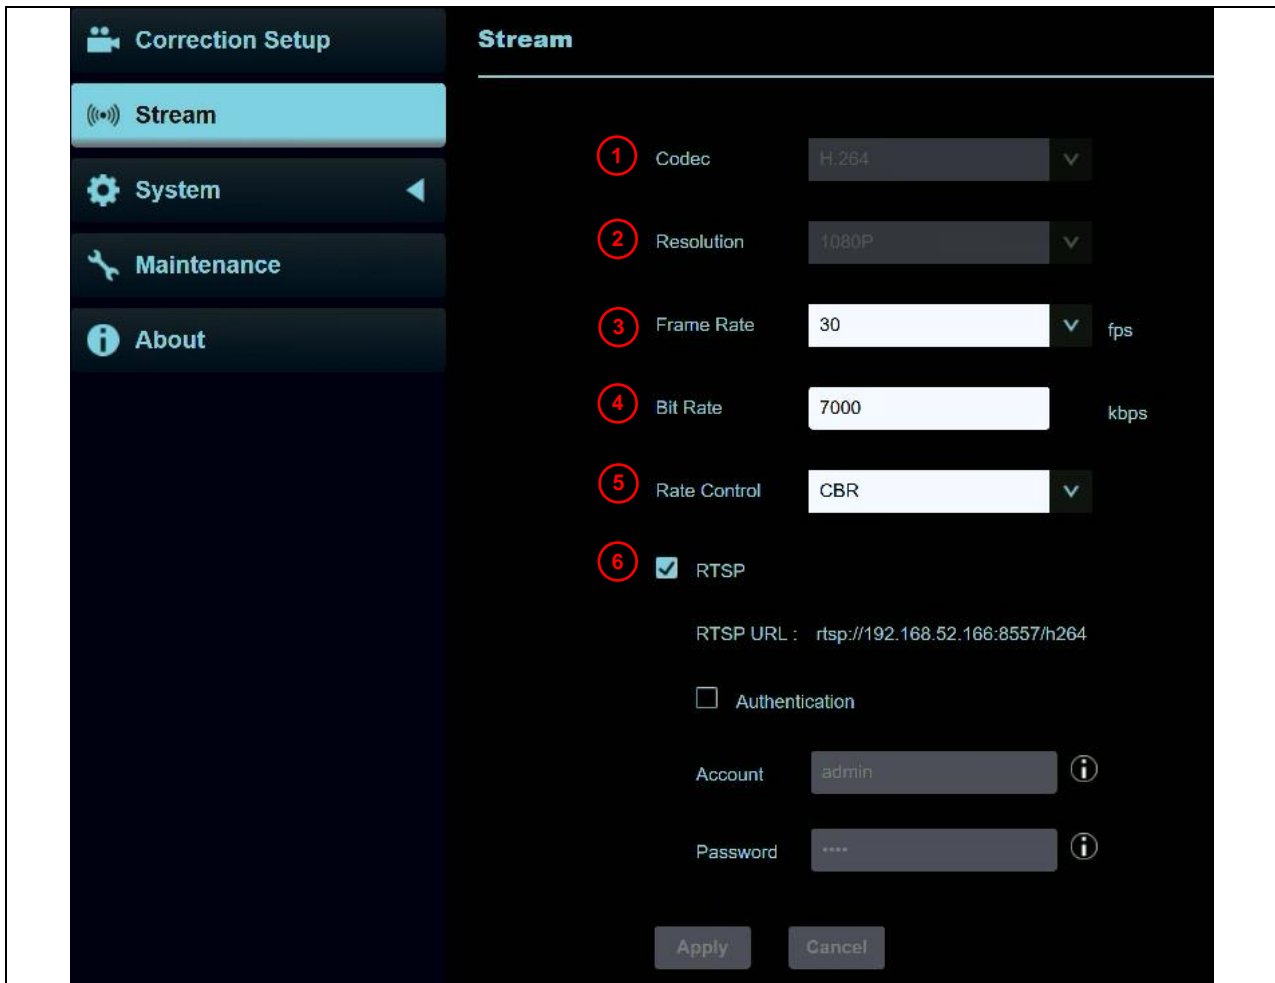 Correction Setup
Stream
System
Maintenance
About
Stream
1 Codec H.264
2 Resolution 1080P
3 Frame Rate 30 fps
4 Bit Rate 7000 kbps
5 Rate Control CBR
6 RTSP
RTSP URL : rtsp://192.168.52.166:8557/h264
Authentication
Account admin
Password ••••
Apply Cancel